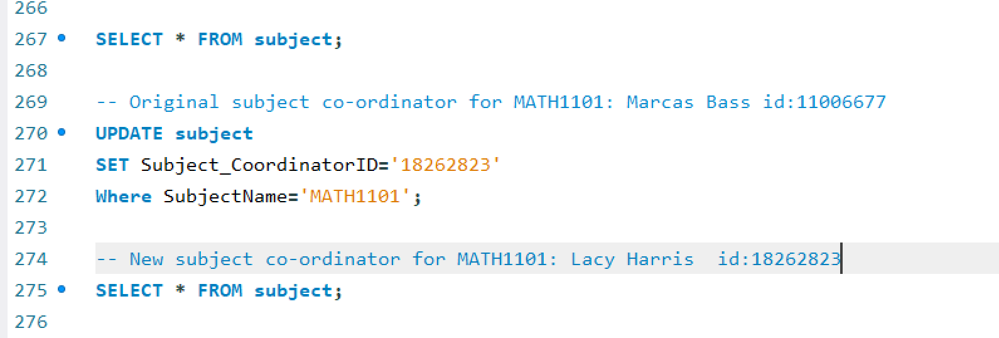 266
267 SELECT * FROM subject;
268
269 -- Original subject co-ordinator for MATH1101: Marcas Bass id:11006677
270 UPDATE subject
271 SET Subject_CoordinatorID='18262823'
272 Where SubjectName='MATH1101';
273
274 -- New subject co-ordinator for MATH1101: Lacy Harris  id:18262823
275 SELECT * FROM subject;
276